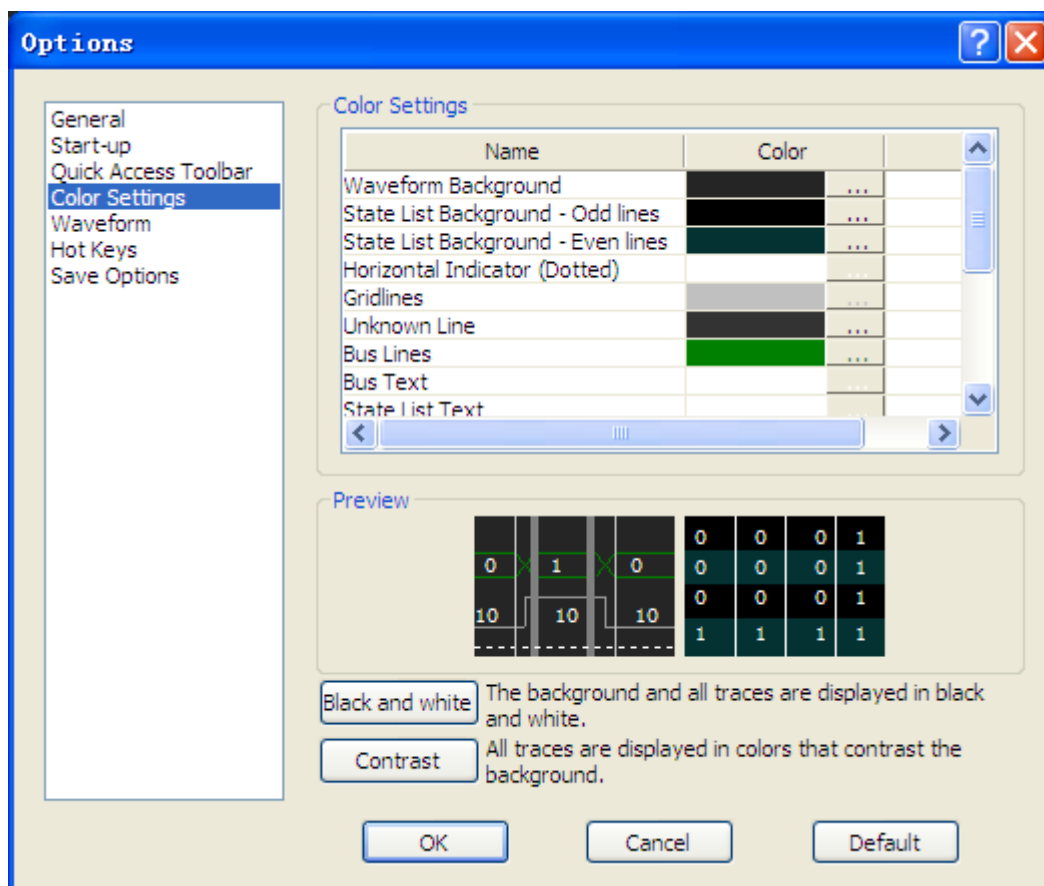 Options
General
Start-up
Quick Access Toolbar
Color Settings
Waveform
Hot Keys
Save Options
Color Settings
Name Color
Waveform Background ...
State List Background - Odd lines ...
State List Background - Even lines ...
Horizontal Indicator (Dotted) ...
Gridlines ...
Unknown Line ...
Bus Lines ...
Bus Text ...
State List Text ...
Preview
0 1 0
10 10 10
0 0 0 1
0 0 0 1
0 0 0 1
1 1 1 1
Black and white
The background and all traces are displayed in black
and white.
Contrast
All traces are displayed in colors that contrast the
background.
OK Cancel Default